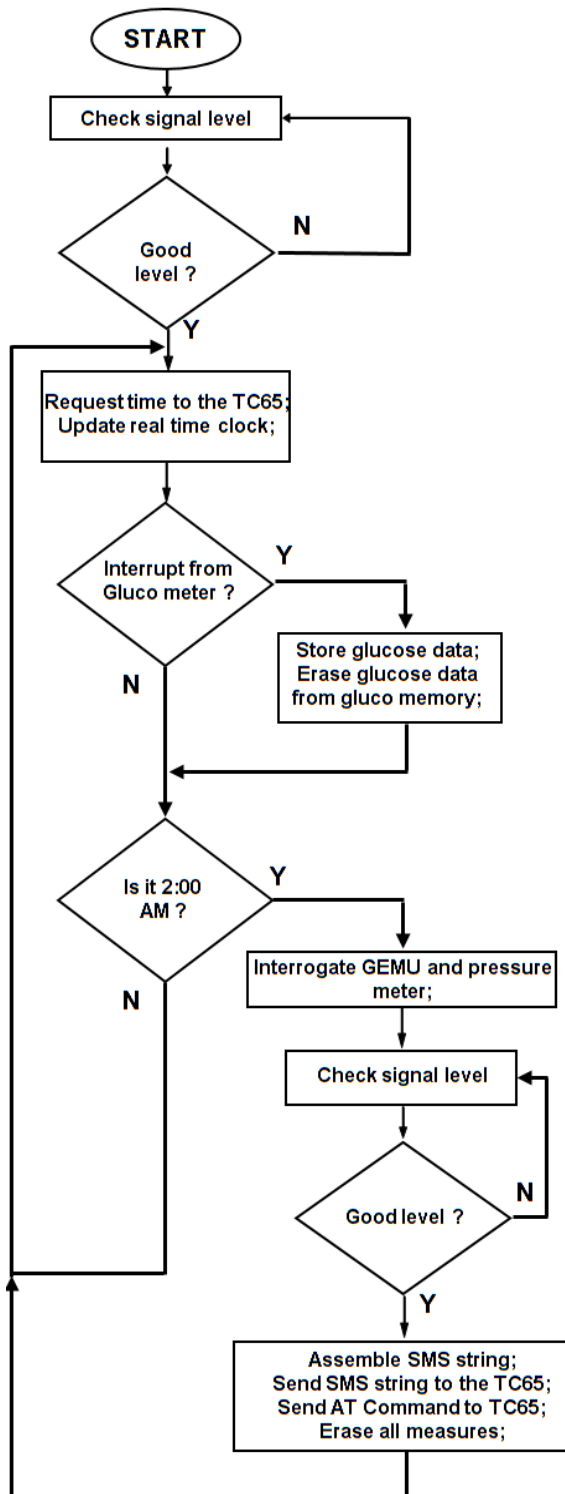 START
Check signal level
N
Good
level ?
Y
Request time to the TC65;
Update real time clock;
Y
Interrupt from
Gluco meter ?
Store glucose data;
Erase glucose data
from gluco memory;
N
Is it 2:00
AM ?
Y
Interrogate GEMU and pressure
meter;
N
Check signal level
N
Good level ?
Y
Assemble SMS string;
Send SMS string to the TC65;
Send AT Command to TC65;
Erase all measures;